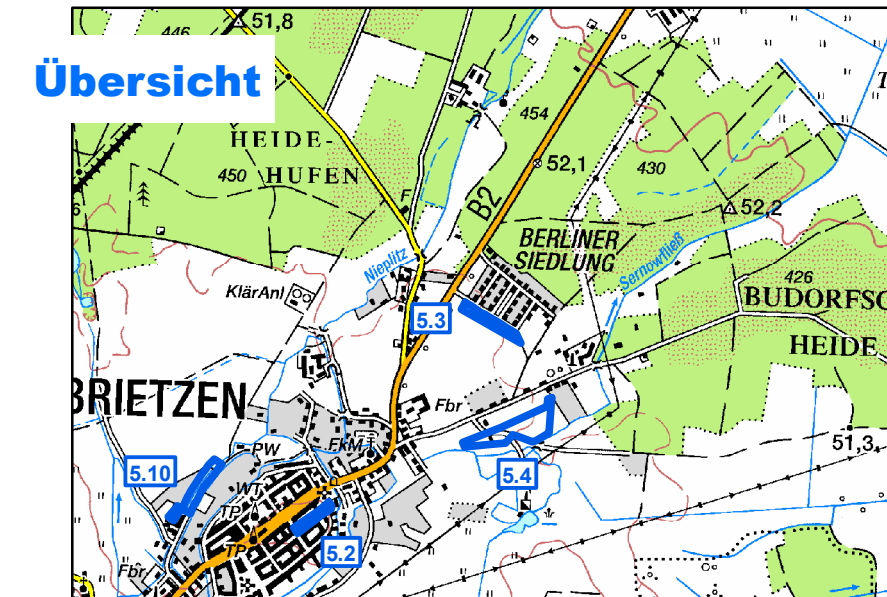 51,8
446
Übersicht
454
HEIDE-
HUFEN
450
52,1
430
F
B2
52,2
BERLINER
SIEDLUNG
Nieplitz
Sernowfließ
426
KlärAnl
BUDORFSC
5.3
HEIDE
BRIETZEN
Fbr
FkM
51,3
PW
5.10
5.4
WT
TP
TP
5.2
Fbr